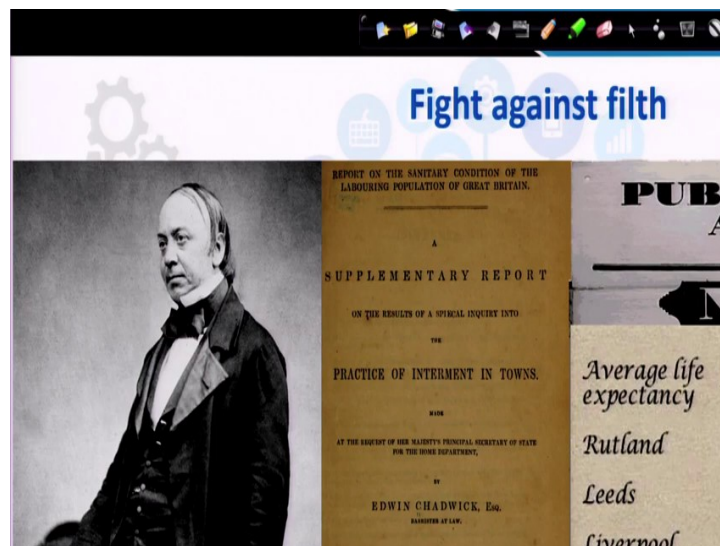 Fight against filth
REPORT ON THE SANITARY CONDITION OF THE
LABOURING POPULATION OF GREAT BRITAIN.
A
SUPPLEMENTARY REPORT
ON THE RESULTS OF A SPIECAL INQUIRY INTO
THE
PRACTICE OF INTERMENT IN TOWNS.
MADE
AT THE REQUEST OF HER MAJESTY'S PRINCIPAL SECRETARY OF STATE
FOR THE HOME DEPARTMENT,
BY
EDWIN CHADWICK, Esq.
BARRISTER AT LAW.
PUB
A
N
Average life
expectancy
Rutland
Leeds
Liverpool